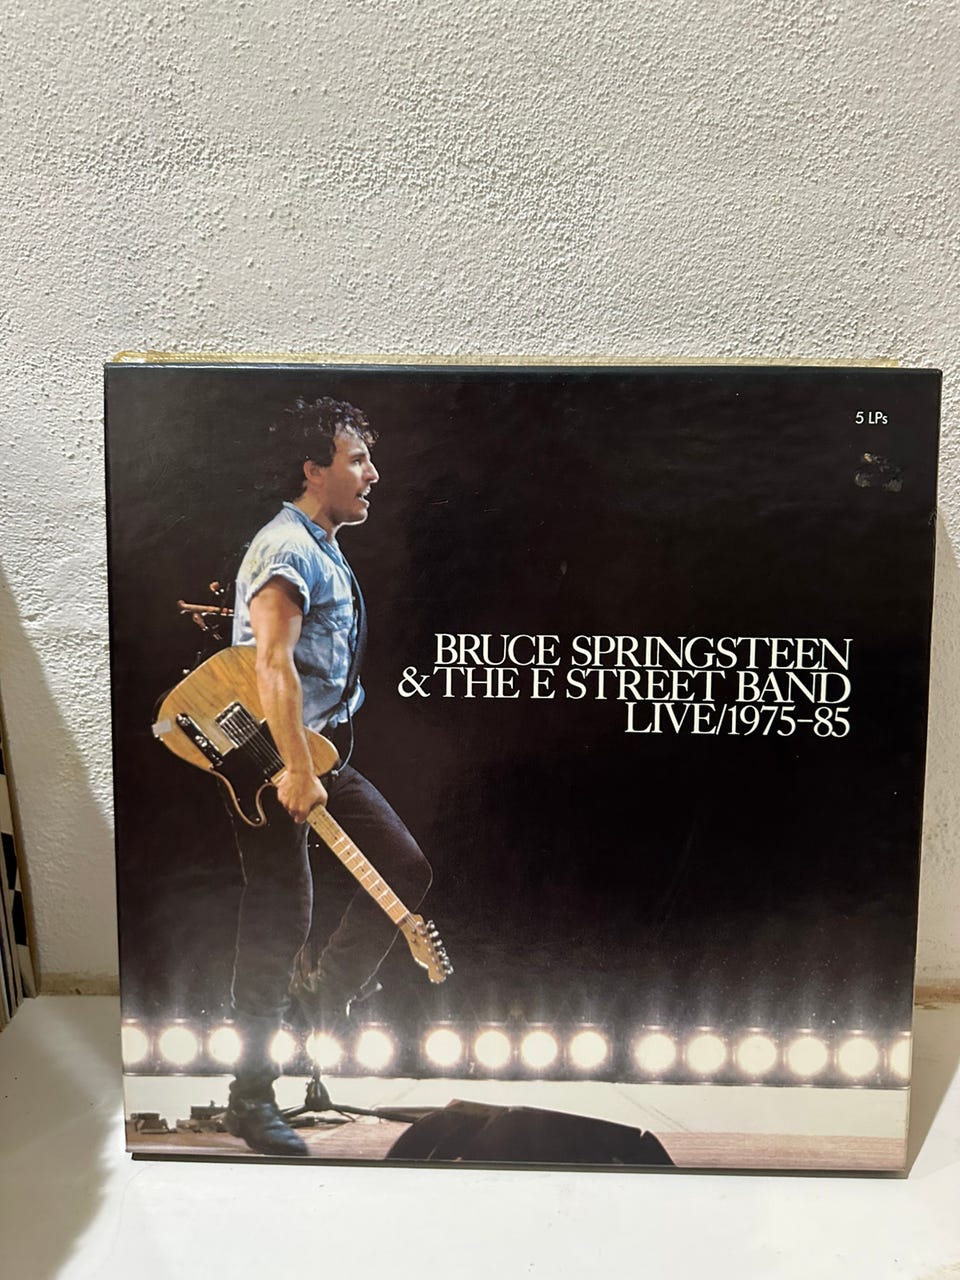 5 LPs
BRUCE SPRINGSTEEN
& THE E STREET BAND
LIVE/1975–85